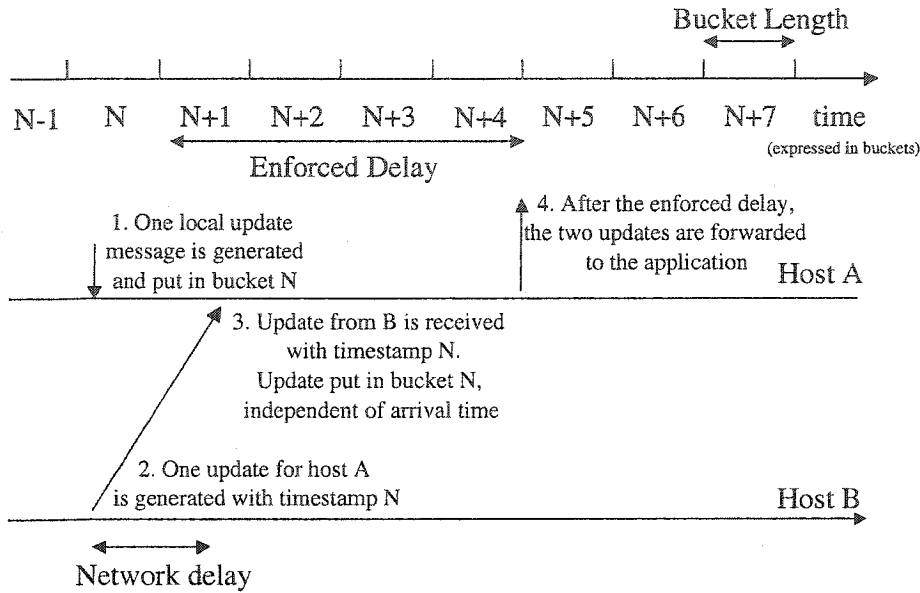 Bucket Length
N-1 N N+1 N+2 N+3 N+4 N+5 N+6 N+7 time
(expressed in buckets)
Enforced Delay
1. One local update
message is generated
and put in bucket N
4. After the enforced delay,
the two updates are forwarded
to the application
Host A
3. Update from B is received
with timestamp N.
Update put in bucket N,
independent of arrival time
2. One update for host A
is generated with timestamp N
Host B
Network delay